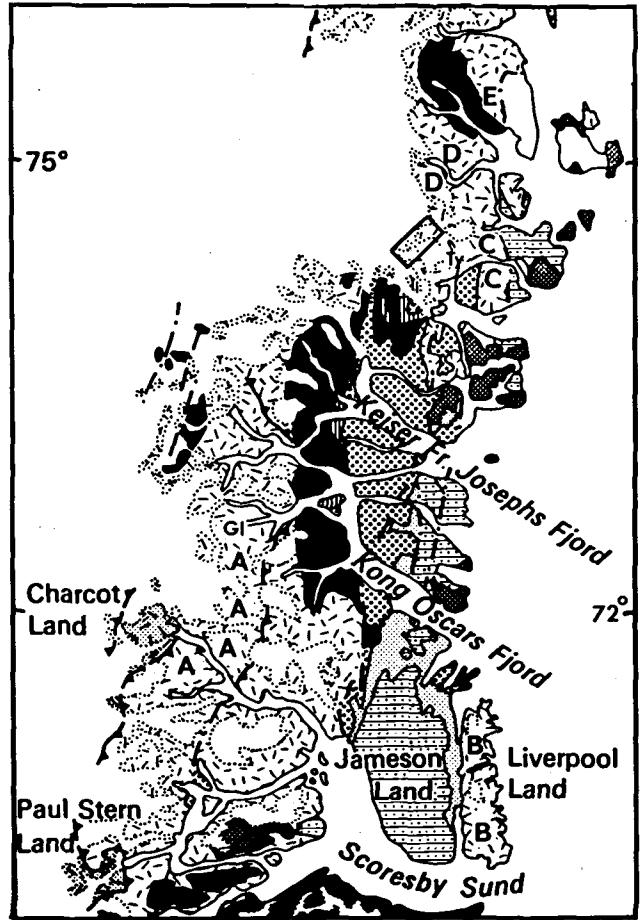 E
75°
D
D
C
C
Keiser Fr. Josephs Fjord
GI
A
Kong Oscars Fjord
Charcot
Land
72°
A
A
A
B
Jameson
Land
Liverpool
Land
Paul Stern
Land
B
Scoresby Sund